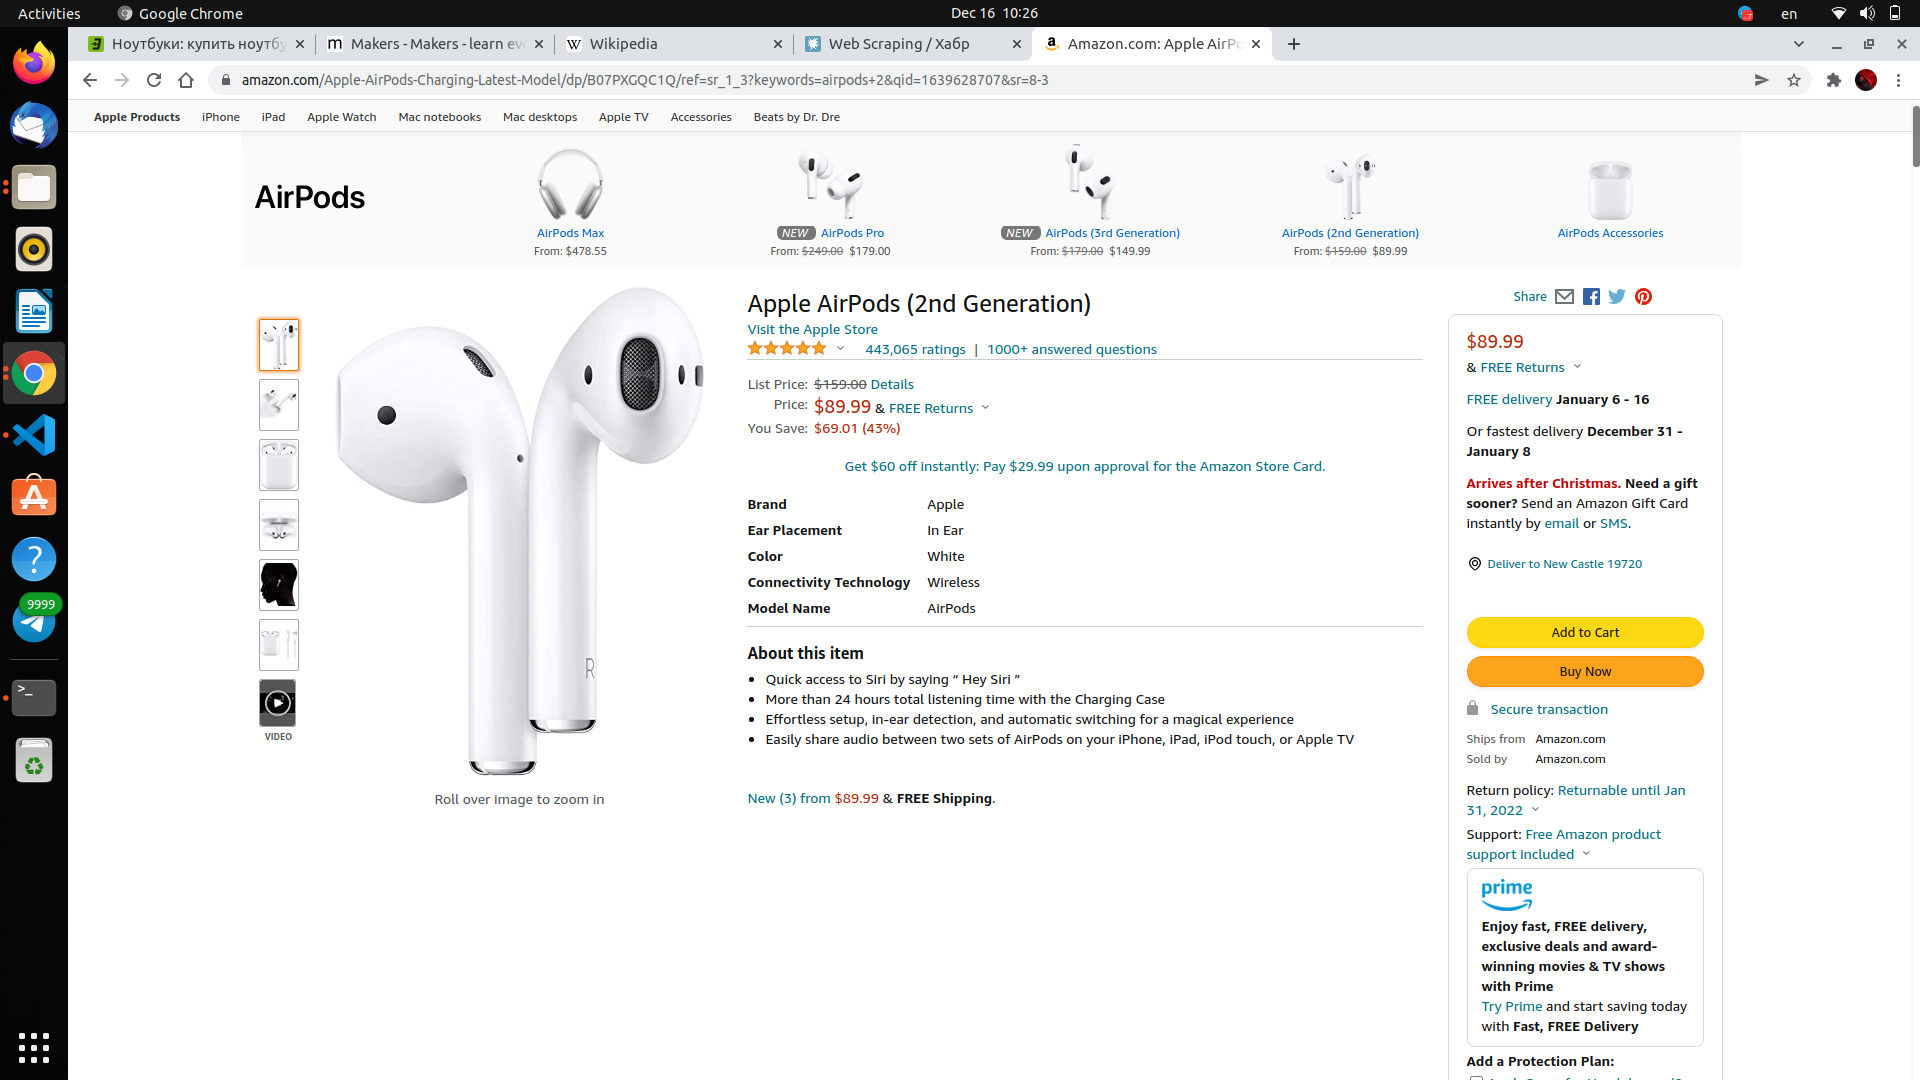 Activities
Google Chrome
Dec 16 10:26
en
Ноутбуки: купить ноутбу
Makers - Makers - learn eve
Wikipedia
Web Scraping / Хабр
Amazon.com: Apple AirPo
amazon.com/Apple-AirPods-Charging-Latest-Model/dp/B07PXGQC1Q/ref=sr_1_3?keywords=airpods+2&qid=1639628707&sr=8-3
Apple Products
iPhone
iPad
Apple Watch
Mac notebooks
Mac desktops
Apple TV
Accessories
Beats by Dr. Dre
AirPods
AirPods Max
From: $478.55
NEW AirPods Pro
From: $249.00 $179.00
NEW AirPods (3rd Generation)
From: $179.00 $149.99
AirPods (2nd Generation)
From: $159.00 $89.99
AirPods Accessories
VIDEO
R
Roll over image to zoom in
Apple AirPods (2nd Generation)
Visit the Apple Store
443,065 ratings | 1000+ answered questions
List Price: $159.00 Details
Price: $89.99 & FREE Returns
You Save: $69.01 (43%)
Get $60 off instantly: Pay $29.99 upon approval for the Amazon Store Card.
Brand Apple
Ear Placement In Ear
Color White
Connectivity Technology Wireless
Model Name AirPods
About this item
• Quick access to Siri by saying “ Hey Siri ”
• More than 24 hours total listening time with the Charging Case
• Effortless setup, in-ear detection, and automatic switching for a magical experience
• Easily share audio between two sets of AirPods on your iPhone, iPad, iPod touch, or Apple TV
New (3) from $89.99 & FREE Shipping.
Share
$89.99
& FREE Returns
FREE delivery January 6 - 16
Or fastest delivery December 31 -
January 8
Arrives after Christmas. Need a gift
sooner? Send an Amazon Gift Card
instantly by email or SMS.
Deliver to New Castle 19720
Add to Cart
Buy Now
Secure transaction
Ships from Amazon.com
Sold by Amazon.com
Return policy: Returnable until Jan
31, 2022
Support: Free Amazon product
support included
prime
Enjoy fast, FREE delivery,
exclusive deals and award-
winning movies & TV shows
with Prime
Try Prime and start saving today
with Fast, FREE Delivery
Add a Protection Plan:
9999